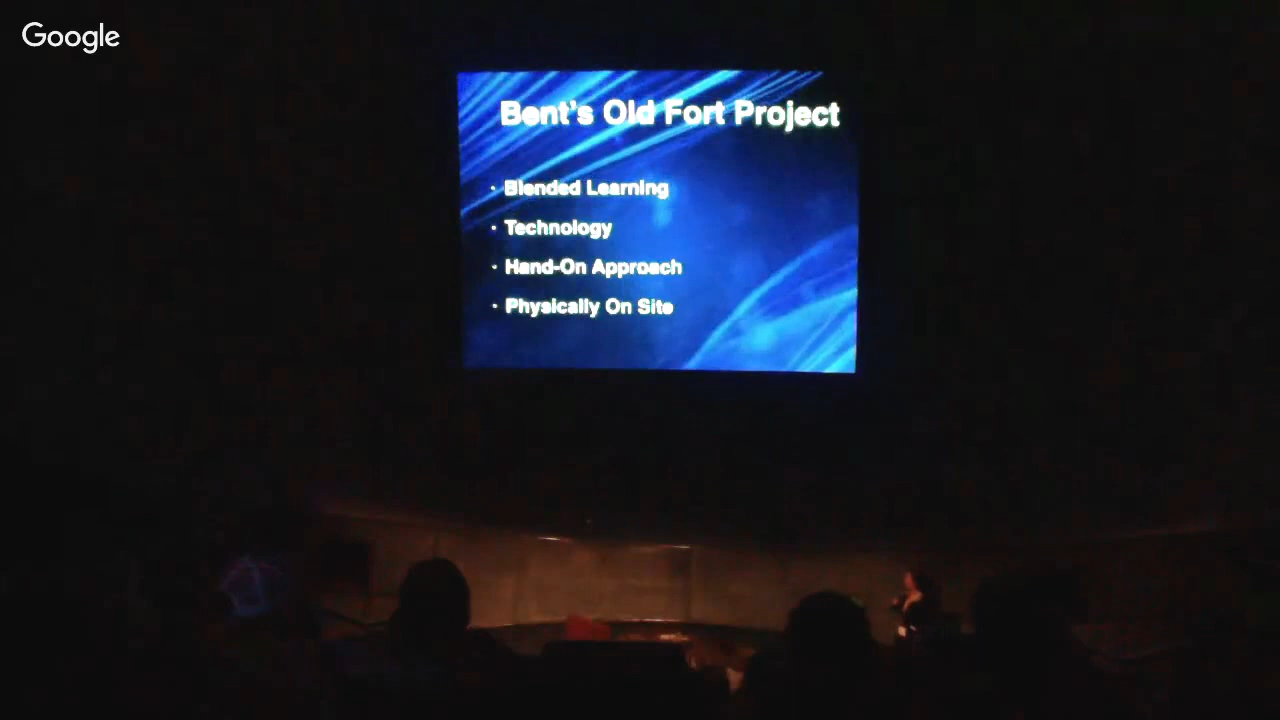 Google
Bent's Old Fort Project
· Blended Learning
· Technology
· Hand-On Approach
· Physically On Site